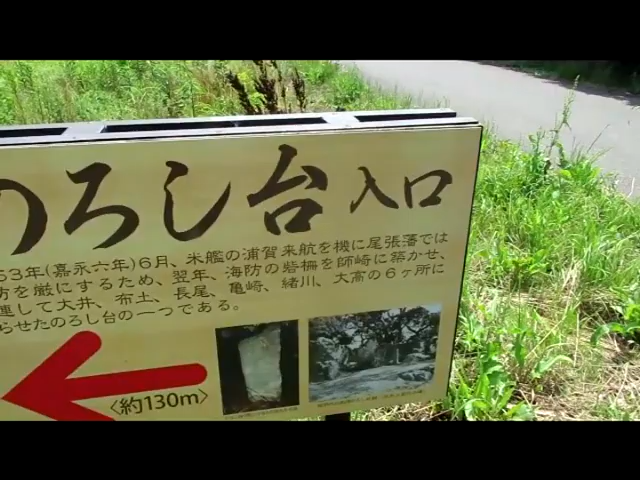 のろし台 入口
53年(嘉永六年)6月、米艦の浦賀来航を機に尾張藩では
防を厳にするため、翌年、海防の砦柵を師崎に築かせ、
連して大井、布土、長尾、亀崎、緒川、大高の6ヶ所に
らせたのろし台の一つである。
〈約130m〉